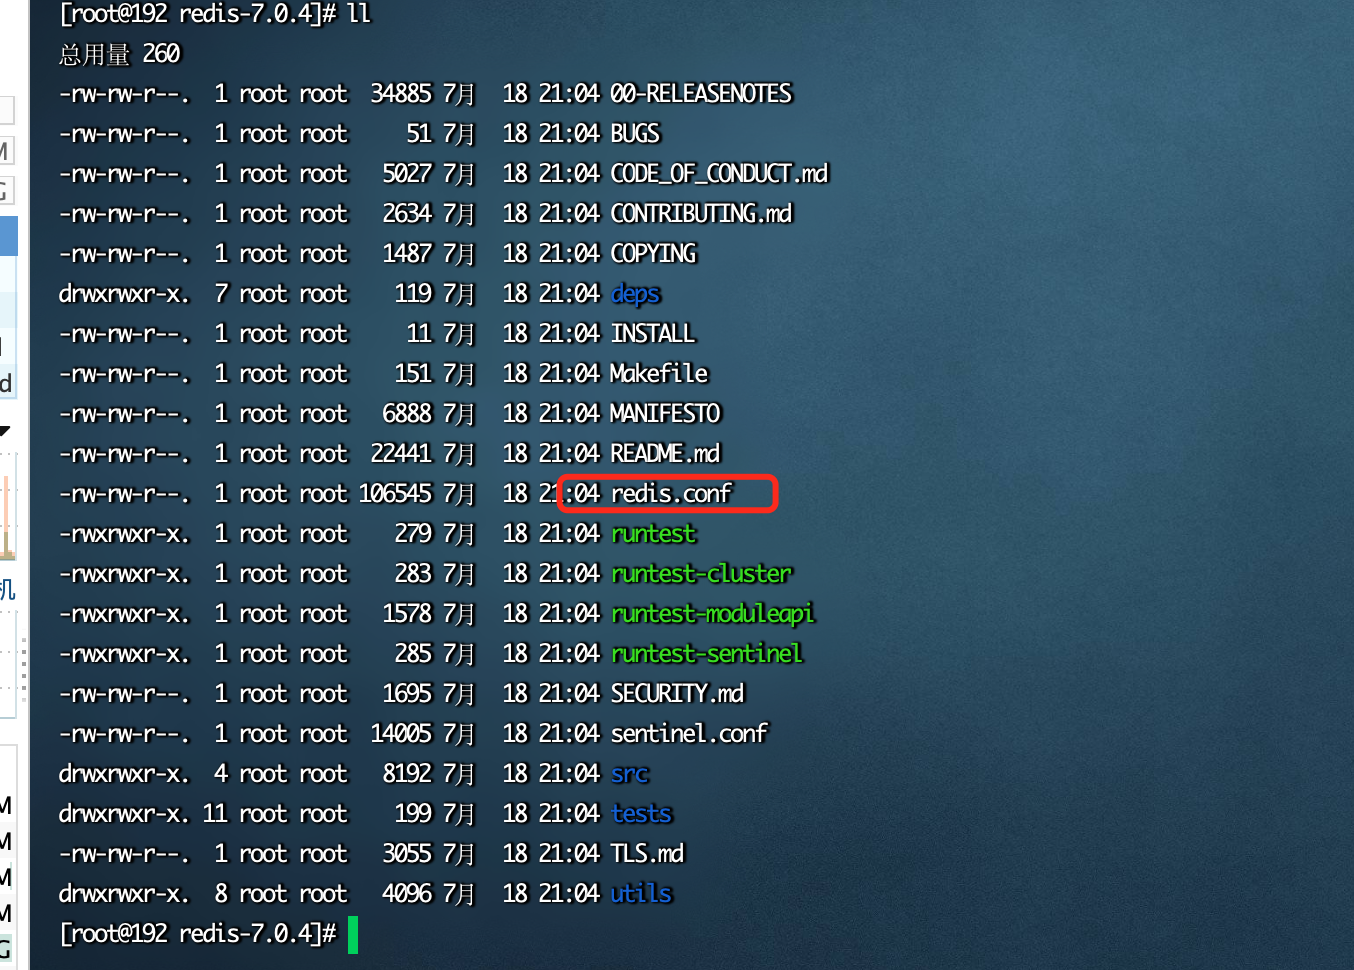 [root@192 redis-7.0.4]# ll
总用量 260
-rw-rw-r--. 1 root root 34885 7月 18 21:04 00-RELEASENOTES
-rw-rw-r--. 1 root root 51 7月 18 21:04 BUGS
-rw-rw-r--. 1 root root 5027 7月 18 21:04 CODE_OF_CONDUCT.md
-rw-rw-r--. 1 root root 2634 7月 18 21:04 CONTRIBUTING.md
-rw-rw-r--. 1 root root 1487 7月 18 21:04 COPYING
drwxrwxr-x. 7 root root 119 7月 18 21:04 deps
-rw-rw-r--. 1 root root 11 7月 18 21:04 INSTALL
-rw-rw-r--. 1 root root 151 7月 18 21:04 Makefile
-rw-rw-r--. 1 root root 6888 7月 18 21:04 MANIFESTO
-rw-rw-r--. 1 root root 22441 7月 18 21:04 README.md
-rw-rw-r--. 1 root root 106545 7月 18 21:04 redis.conf
-rwxrwxr-x. 1 root root 279 7月 18 21:04 runtest
-rwxrwxr-x. 1 root root 283 7月 18 21:04 runtest-cluster
-rwxrwxr-x. 1 root root 1578 7月 18 21:04 runtest-moduleapi
-rwxrwxr-x. 1 root root 285 7月 18 21:04 runtest-sentinel
-rw-rw-r--. 1 root root 1695 7月 18 21:04 SECURITY.md
-rw-rw-r--. 1 root root 14005 7月 18 21:04 sentinel.conf
drwxrwxr-x. 4 root root 8192 7月 18 21:04 src
drwxrwxr-x. 11 root root 199 7月 18 21:04 tests
-rw-rw-r--. 1 root root 3055 7月 18 21:04 TLS.md
drwxrwxr-x. 8 root root 4096 7月 18 21:04 utils
[root@192 redis-7.0.4]#